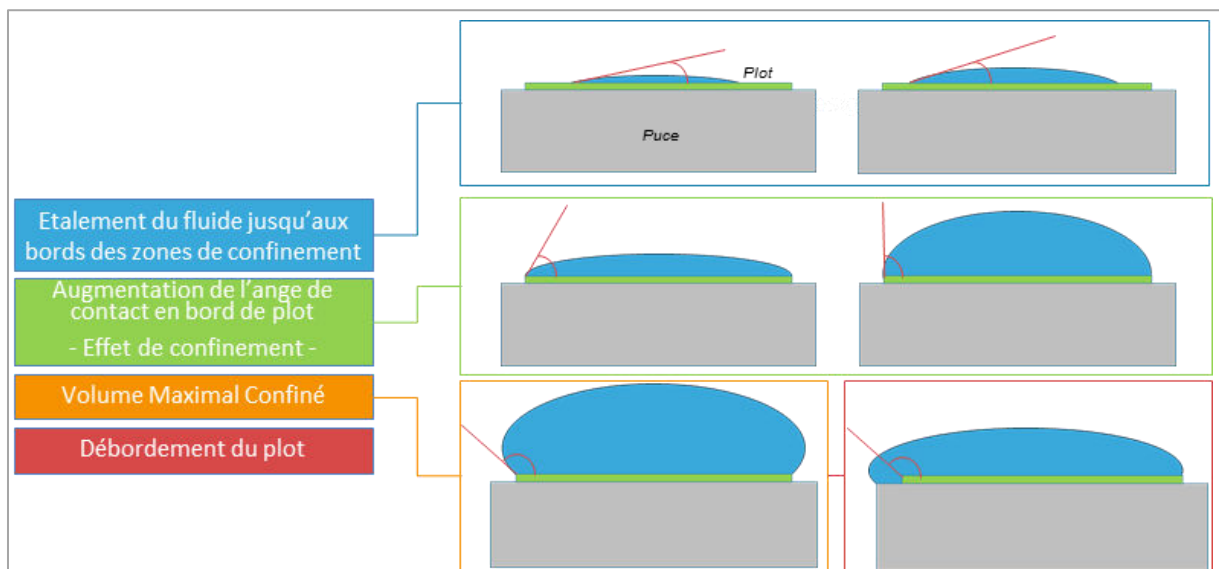 Plot
Puce
Etalement du fluide jusqu'aux
bords des zones de confinement
Augmentation de l'ange de
contact en bord de plot
- Effet de confinement -
Volume Maximal Confiné
Débordement du plot